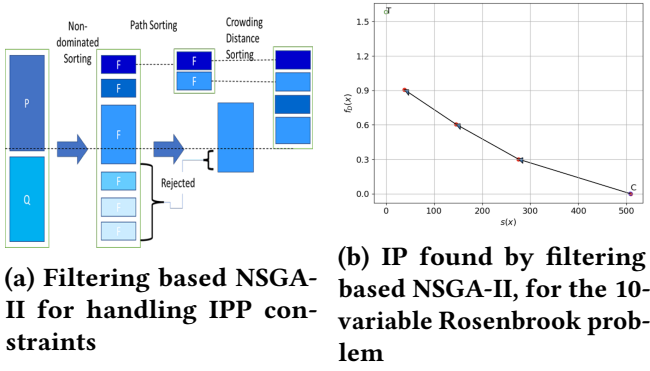 Non-
dominated
Sorting
Path Sorting
Crowding
Distance
Sorting
P
Q
F
F
F
F
F
F
F
F
Rejected
1.5
1.2
0.9
0.6
0.3
0.0
f_D(x)
T
C
0 100 200 300 400 500
s(x)
(a) Filtering based NSGA-
II for handling IPP con-
straints
(b) IP found by filtering
based NSGA-II, for the 10-
variable Rosenbrook prob-
lem